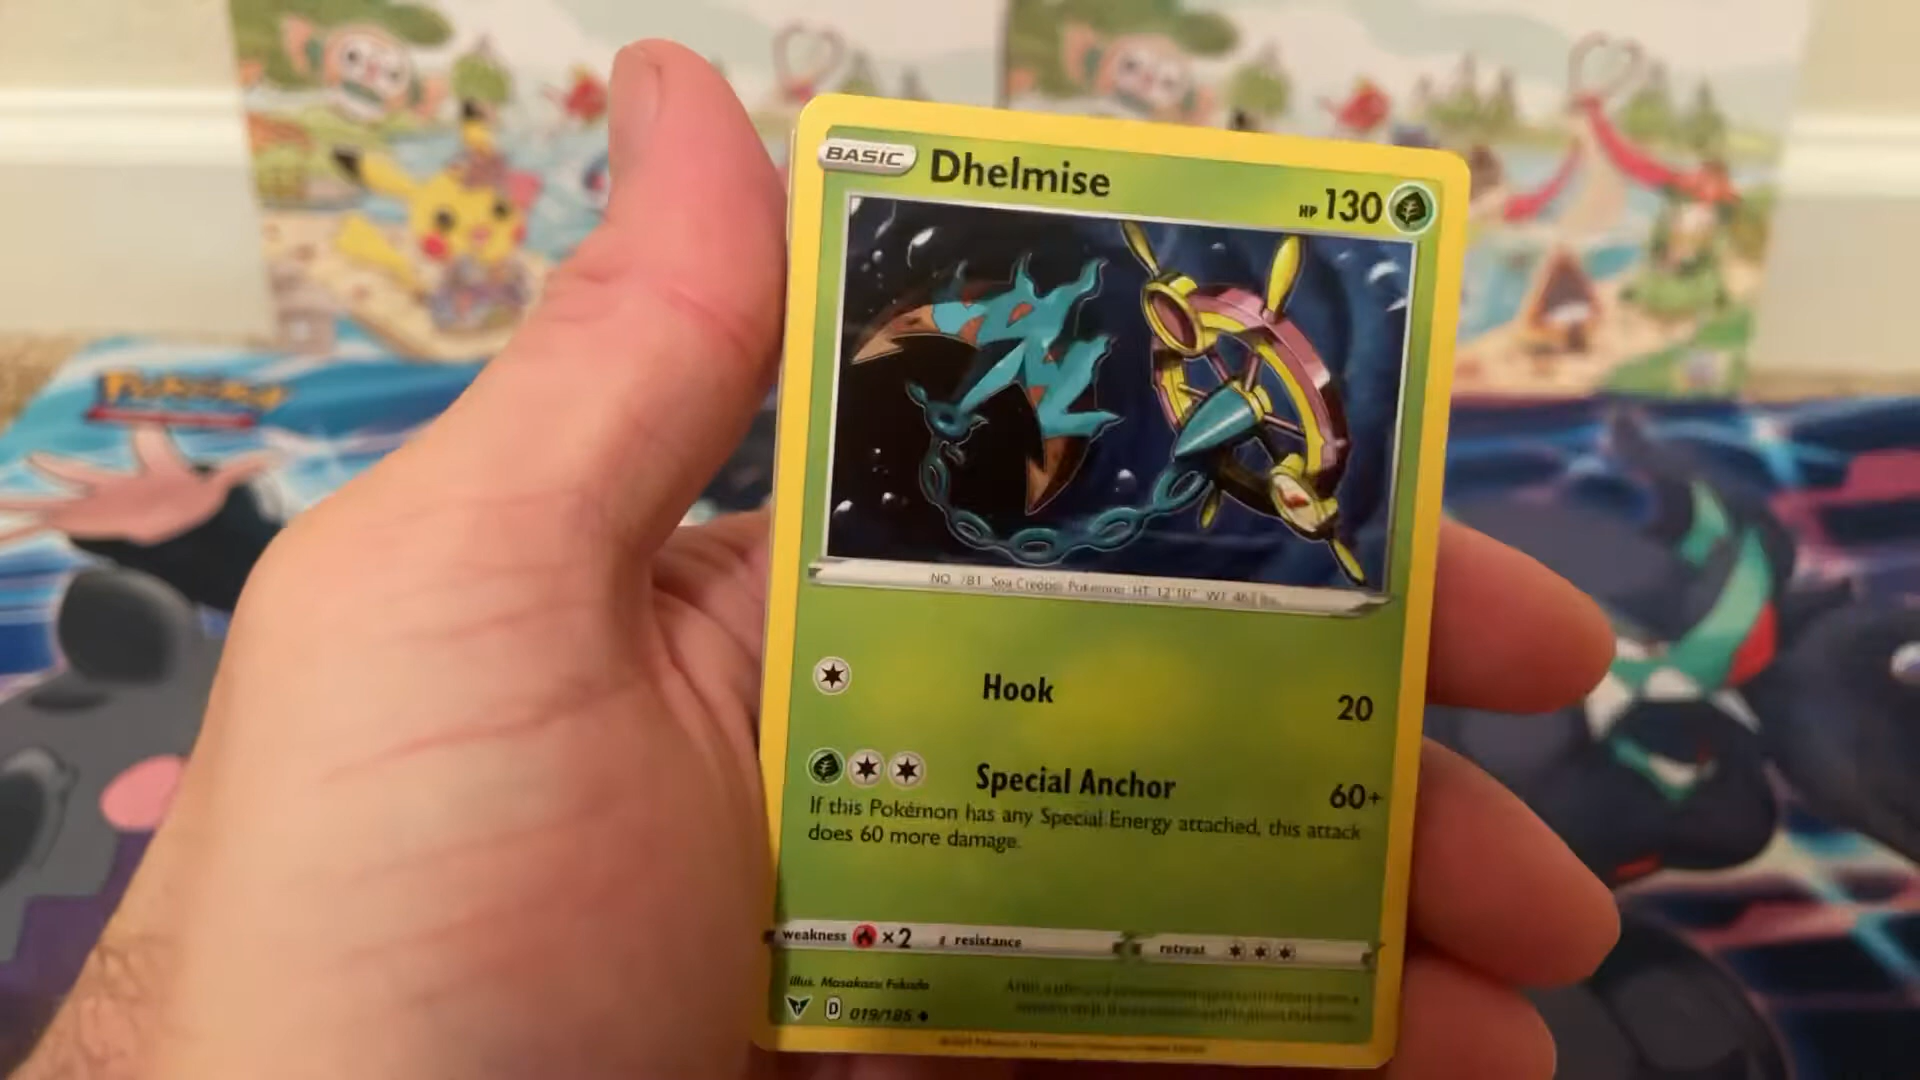 BASIC Dhelmise HP 130
NO. 781 Sea Creeper Pokémon HT 12'10" WT
Hook 20
Special Anchor 60+
If this Pokémon has any Special Energy attached, this attack
does 60 more damage.
weakness ×2 resistance retreat
Illus. Masakazu Fukuda
D 019/185
Pokémon